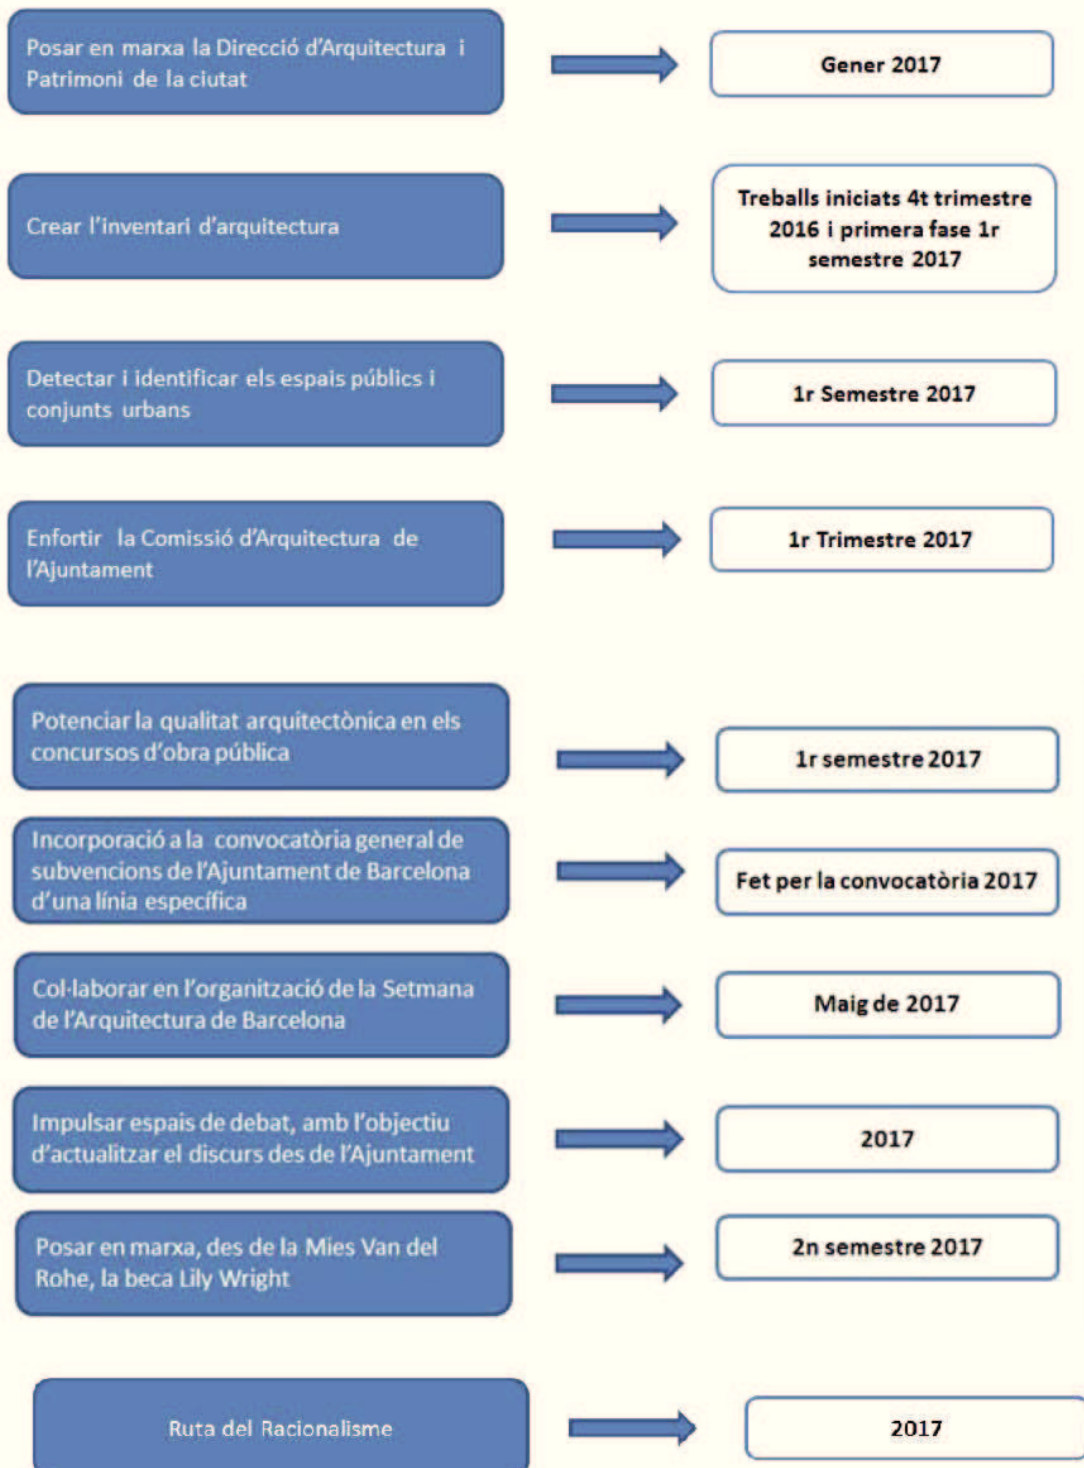 Posar en marxa la Direcció d'Arquitectura i
Patrimoni de la ciutat
Gener 2017
Crear l'inventari d'arquitectura
Treballs iniciats 4t trimestre
2016 i primera fase 1r
semestre 2017
Detectar i identificar els espais públics i
conjunts urbans
1r Semestre 2017
Enfortir la Comissió d'Arquitectura de
l'Ajuntament
1r Trimestre 2017
Potenciar la qualitat arquitectònica en els
concursos d'obra pública
1r semestre 2017
Incorporació a la convocatòria general de
subvencions de l'Ajuntament de Barcelona
d'una línia específica
Fet per la convocatòria 2017
Col·laborar en l'organització de la Setmana
de l'Arquitectura de Barcelona
Maig de 2017
Impulsar espais de debat, amb l'objectiu
d'actualitzar el discurs des de l'Ajuntament
2017
Posar en marxa, des de la Mies Van del
Rohe, la beca Lily Wright
2n semestre 2017
Ruta del Racionalisme
2017